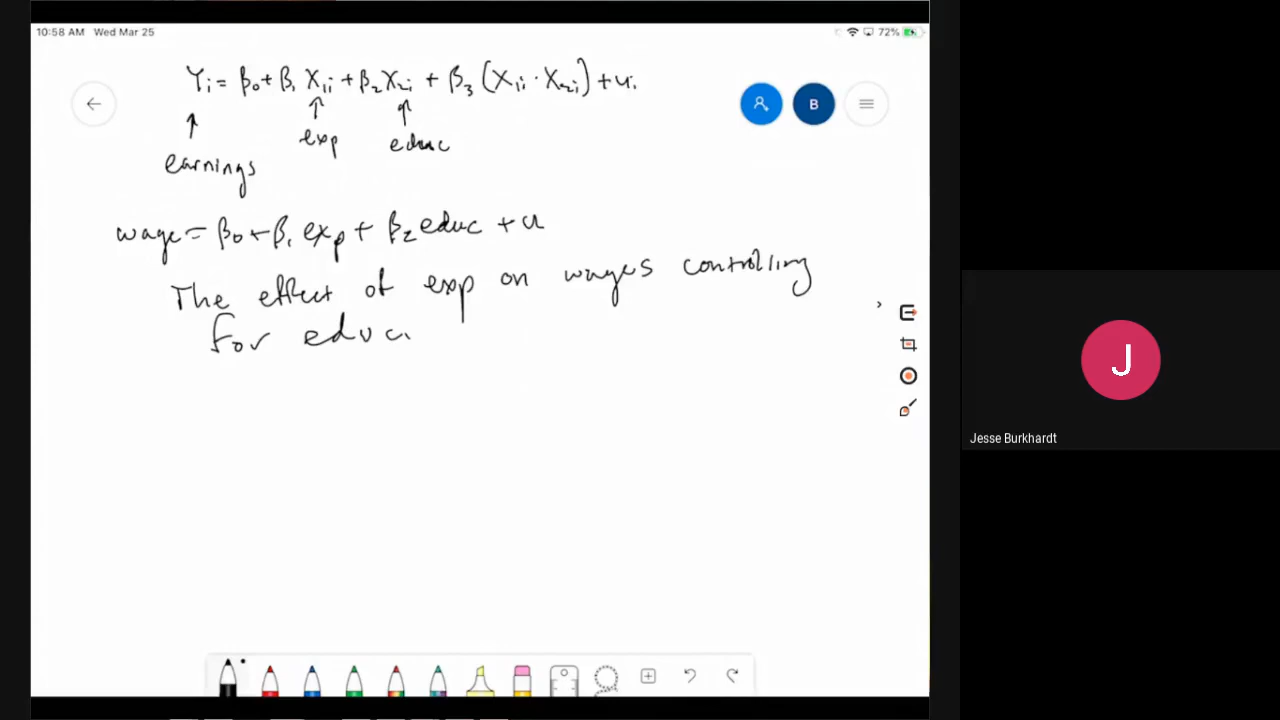 10:58 AM Wed Mar 25
72%
Yi = β0 + β1 X1i + β2 X2i + β3 (X1i · X2i) + ui
exp educ
earnings
B
wage = β0 + β1 exp + β2 educ + u
The effect of exp on wages controlling
for educ.
J
Jesse Burkhardt